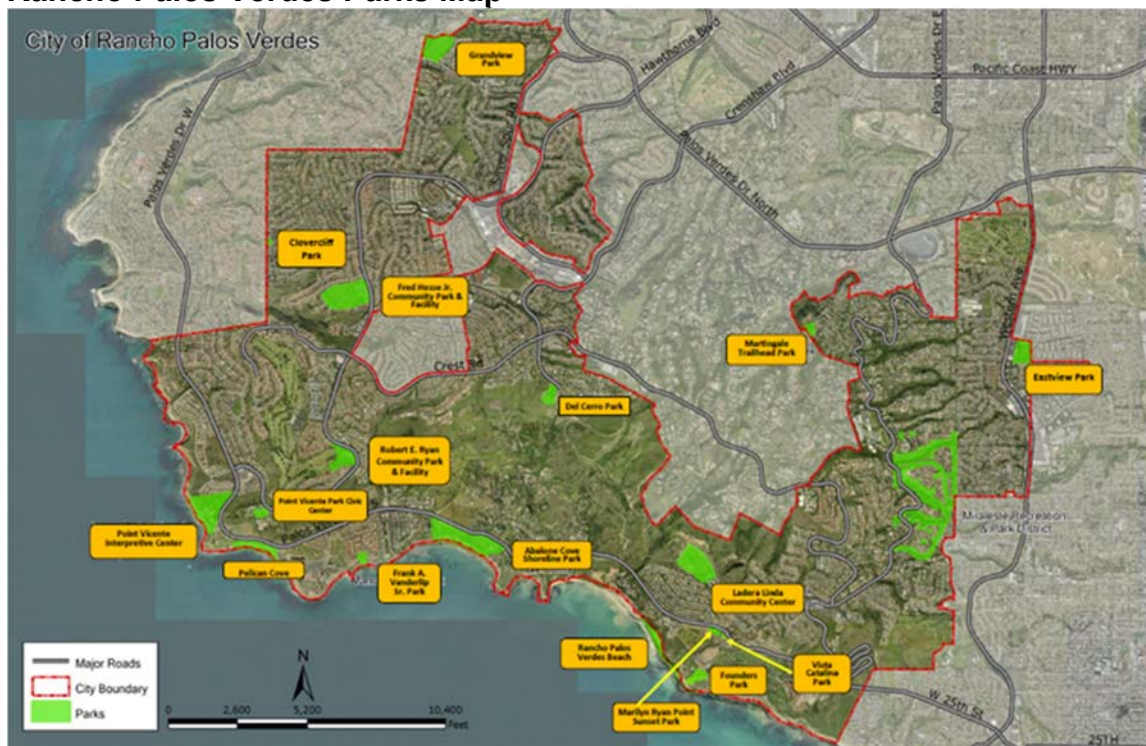 Rancho Palos Verdes Parks Map
City of Rancho Palos Verdes
Grandview
Park
Hawthorne Blvd
Crenshaw Blvd
Palos Verdes Dr E
Pacific Coast HWY
Palos Verdes Dr W
Palos Verdes Dr North
Clovercliff
Park
Fred Hesse Jr.
Community Park &
Facility
Crest Rd
Martingale
Trailhead Park
Eastview Park
Del Cerro Park
Robert E. Ryan
Community Park
& Facility
Point Vicente Park Civic
Center
Point Vicente
Interpretive Center
Pelican Cove
Frank A.
Vanderlip
Sr. Park
Abalone Cove
Shoreline Park
Recreation
& Park District
Ladera Linda
Community Center
Rancho Palos
Verdes Beach
Founders
Park
Vista
Catalina
Park
Marilyn Ryan Point
Sunset Park
W 25th St
25TH
Major Roads
City Boundary
Parks
N
0 2,600 5,200 10,400
Feet